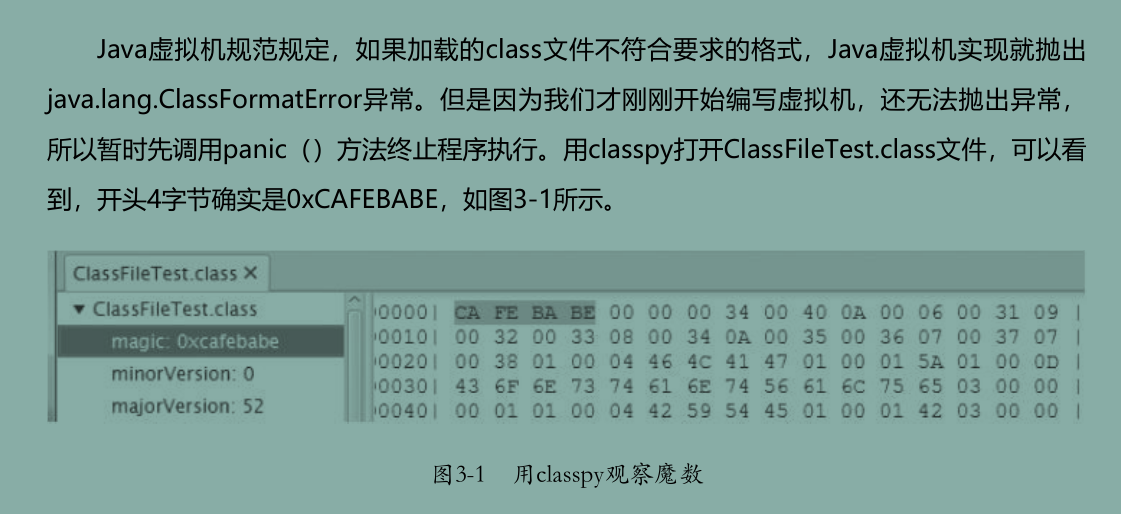 Java虚拟机规范规定，如果加载的class文件不符合要求的格式，Java虚拟机实现就抛出
java.lang.ClassFormatError异常。但是因为我们才刚刚开始编写虚拟机，还无法抛出异常，
所以暂时先调用panic（）方法终止程序执行。用classpy打开ClassFileTest.class文件，可以看
到，开头4字节确实是0xCAFEBABE，如图3-1所示。
ClassFileTest.class ✕
▼ ClassFileTest.class
magic: 0xcafebabe
minorVersion: 0
majorVersion: 52
0000| CA FE BA BE 00 00 00 34 00 40 0A 00 06 00 31 09 |
0010| 00 32 00 33 08 00 34 0A 00 35 00 36 07 00 37 07 |
0020| 00 38 01 00 04 46 4C 41 47 01 00 01 5A 01 00 0D |
0030| 43 6F 6E 73 74 61 6E 74 56 61 6C 75 65 03 00 00 |
0040| 00 01 01 00 04 42 59 54 45 01 00 01 42 03 00 00 |
图3-1 用classpy观察魔数